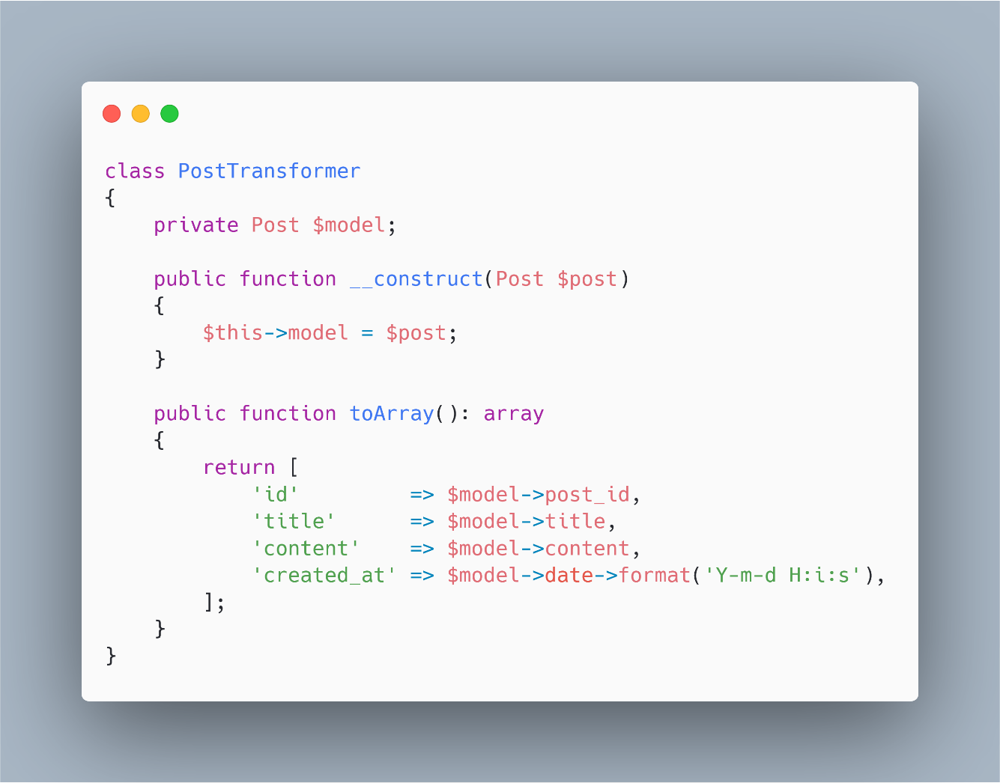 class PostTransformer
{
    private Post $model;

    public function __construct(Post $post)
    {
        $this->model = $post;
    }

    public function toArray(): array
    {
        return [
            'id'         => $model->post_id,
            'title'      => $model->title,
            'content'    => $model->content,
            'created_at' => $model->date->format('Y-m-d H:i:s'),
        ];
    }
}